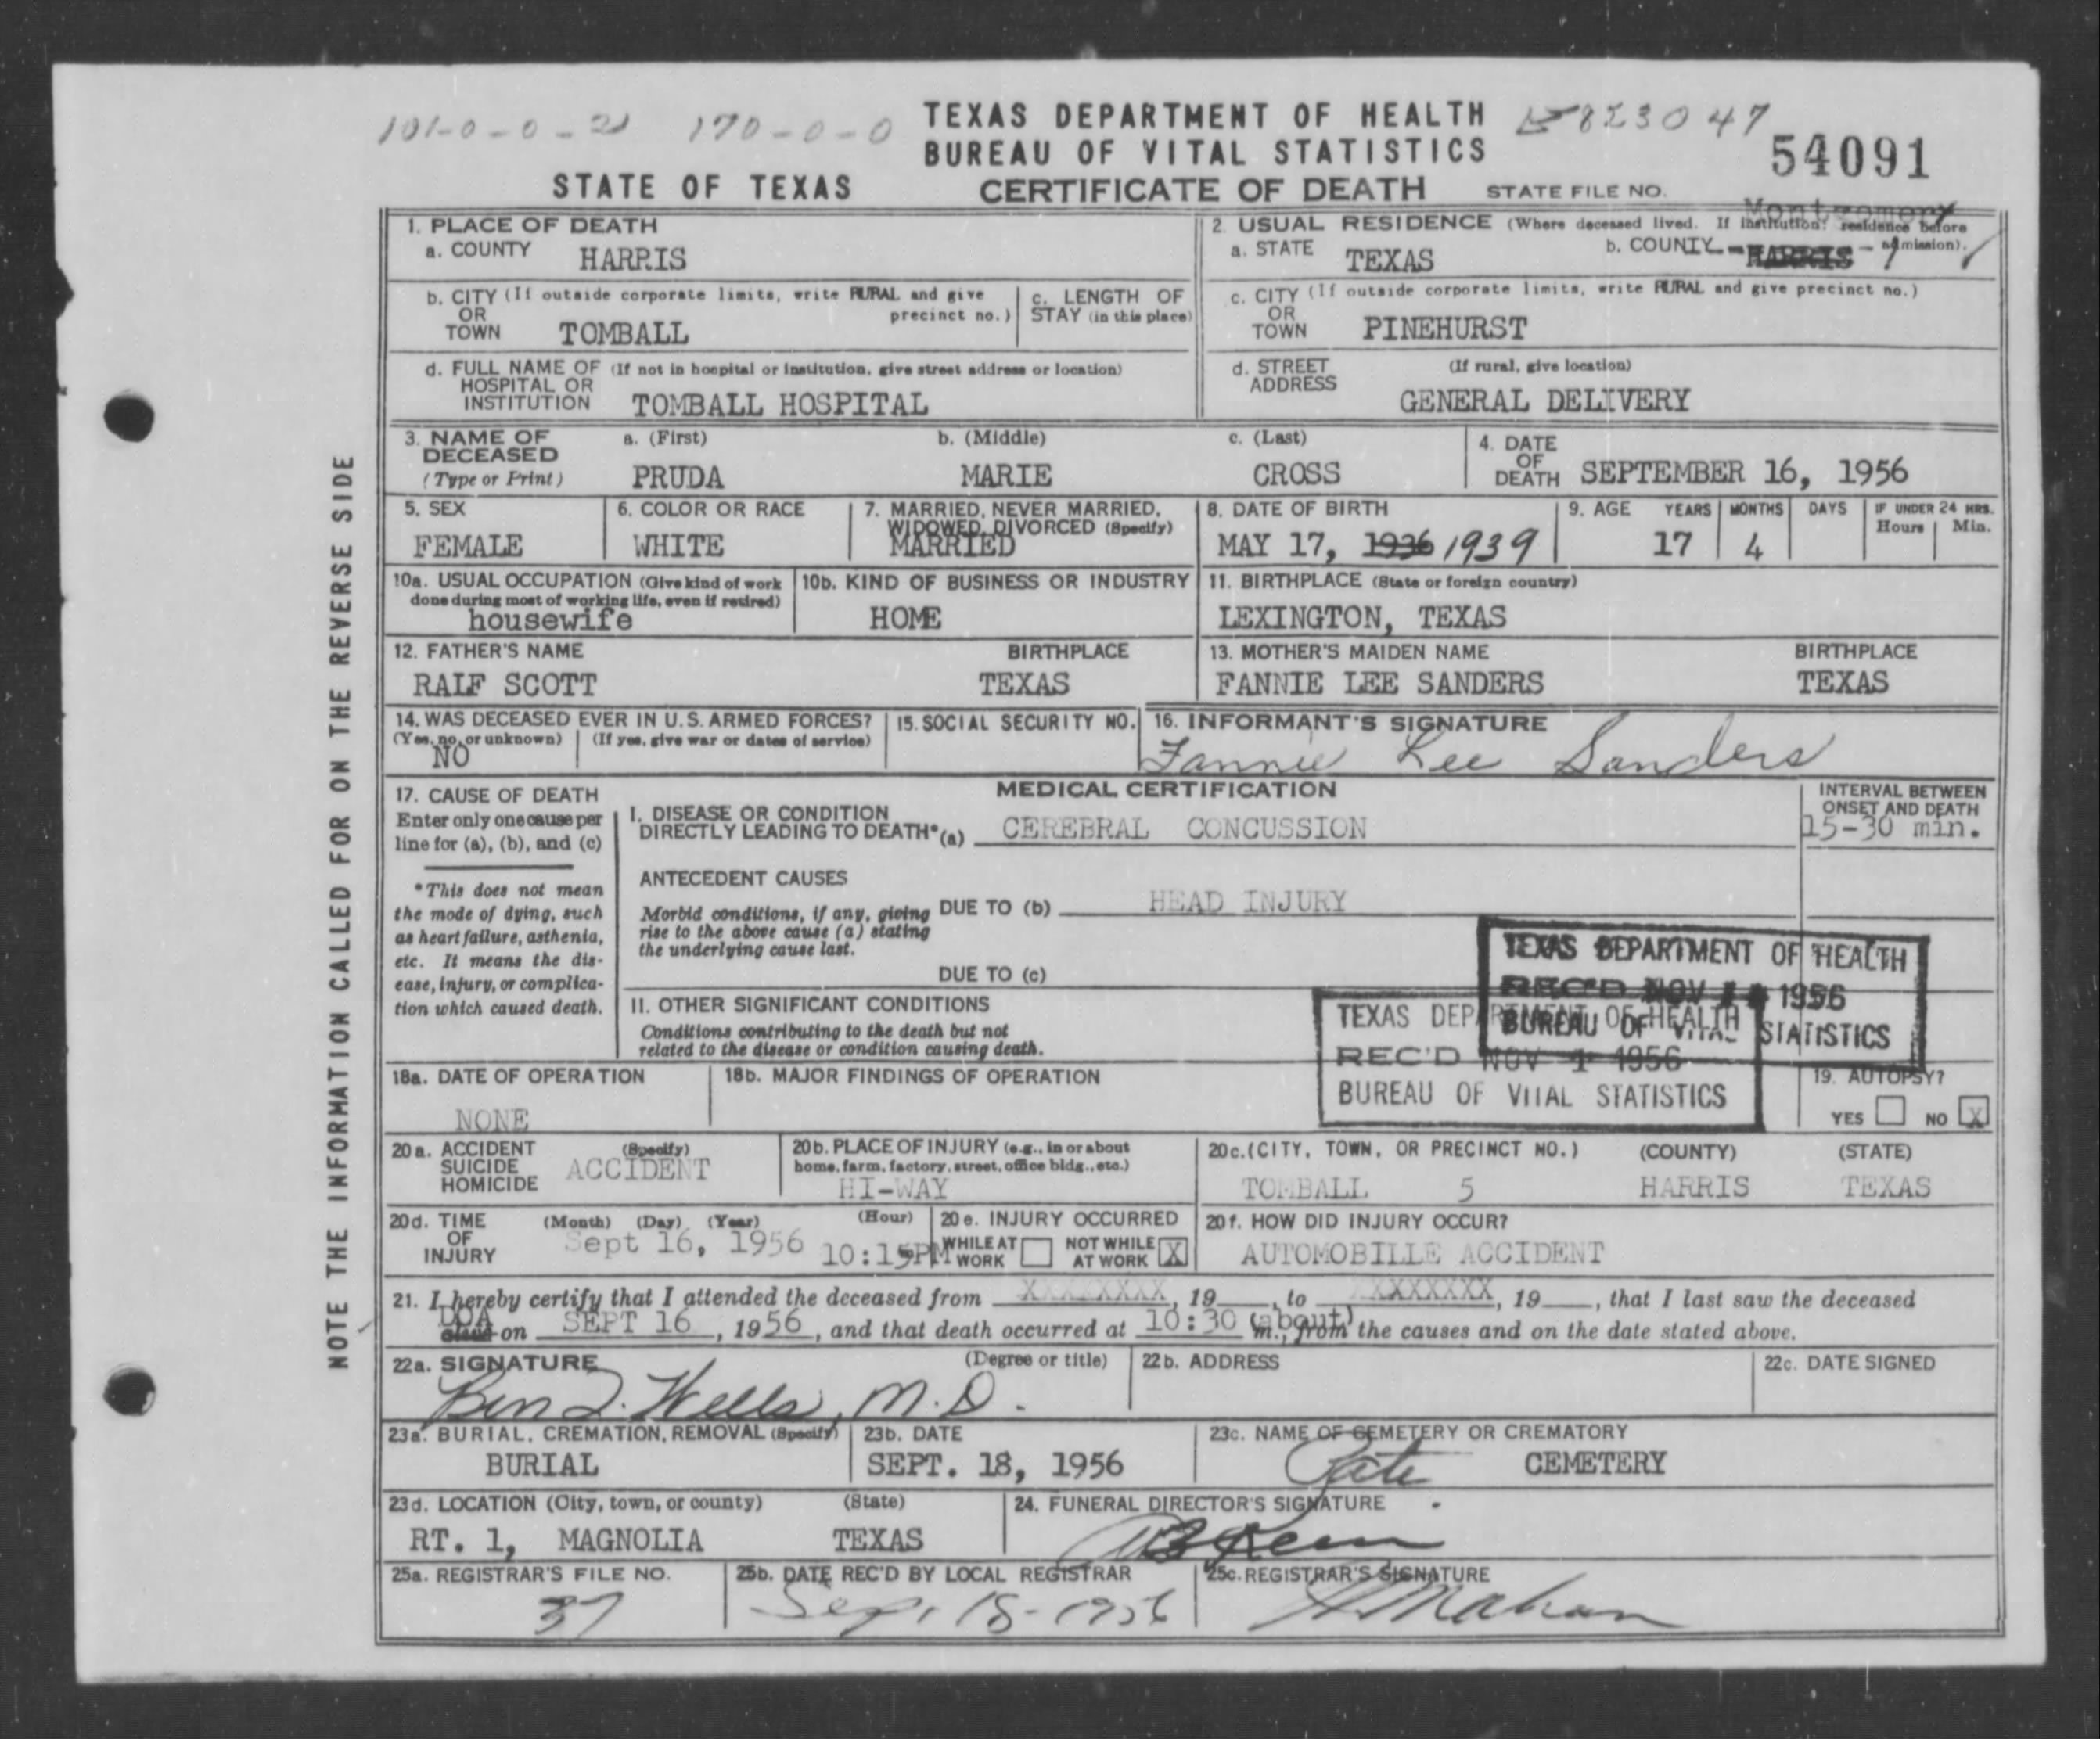 101-0-0-21 170-0-0
TEXAS DEPARTMENT OF HEALTH
BUREAU OF VITAL STATISTICS
823047
54091
STATE OF TEXAS CERTIFICATE OF DEATH STATE FILE NO.
1. PLACE OF DEATH
a. COUNTY HARRIS
Montgomery
2. USUAL RESIDENCE (Where deceased lived. If institution: residence before admission).
a. STATE TEXAS b. COUNTY HARRIS
b. CITY (If outside corporate limits, write RURAL and give precinct no.)
OR
TOWN TOMBALL
c. LENGTH OF
STAY (in this place)
c. CITY (If outside corporate limits, write RURAL and give precinct no.)
OR
TOWN PINEHURST
d. FULL NAME OF (If not in hospital or institution, give street address or location)
HOSPITAL OR
INSTITUTION TOMBALL HOSPITAL
d. STREET (If rural, give location)
ADDRESS
GENERAL DELIVERY
3. NAME OF a. (First) b. (Middle) c. (Last)
DECEASED
(Type or Print) PRUDA MARIE CROSS
4. DATE
OF
DEATH SEPTEMBER 16, 1956
5. SEX
FEMALE
6. COLOR OR RACE
WHITE
7. MARRIED, NEVER MARRIED,
WIDOWED, DIVORCED (Specify)
MARRIED
8. DATE OF BIRTH
MAY 17, 1936 1939
9. AGE YEARS MONTHS DAYS IF UNDER 24 HRS.
Hours Min.
17 4
10a. USUAL OCCUPATION (Give kind of work
done during most of working life, even if retired)
housewife
10b. KIND OF BUSINESS OR INDUSTRY
HOME
11. BIRTHPLACE (State or foreign country)
LEXINGTON, TEXAS
12. FATHER'S NAME BIRTHPLACE
RALF SCOTT TEXAS
13. MOTHER'S MAIDEN NAME BIRTHPLACE
FANNIE LEE SANDERS TEXAS
14. WAS DECEASED EVER IN U.S. ARMED FORCES?
(Yes, no, or unknown) (If yes, give war or dates of service)
NO
15. SOCIAL SECURITY NO.
16. INFORMANT'S SIGNATURE
Fannie Lee Sanders
17. CAUSE OF DEATH
Enter only one cause per
line for (a), (b), and (c)
*This does not mean
the mode of dying, such
as heart failure, asthenia,
etc. It means the dis-
ease, injury, or complica-
tion which caused death.
MEDICAL CERTIFICATION
INTERVAL BETWEEN
ONSET AND DEATH
I. DISEASE OR CONDITION
DIRECTLY LEADING TO DEATH* (a) CEREBRAL CONCUSSION
15-30 min.
ANTECEDENT CAUSES
Morbid conditions, if any, giving
rise to the above cause (a) stating
the underlying cause last.
DUE TO (b) HEAD INJURY
DUE TO (c)
II. OTHER SIGNIFICANT CONDITIONS
Conditions contributing to the death but not
related to the disease or condition causing death.
TEXAS DEPARTMENT OF HEALTH
REC'D NOV 1956
BUREAU OF VITAL STATISTICS
TEXAS DEPARTMENT OF HEALTH
REC'D NOV 1 1956
BUREAU OF VITAL STATISTICS
18a. DATE OF OPERATION
NONE
18b. MAJOR FINDINGS OF OPERATION
19. AUTOPSY?
YES NO X
20a. ACCIDENT (Specify)
SUICIDE
HOMICIDE
ACCIDENT
20b. PLACE OF INJURY (e.g., in or about
home, farm, factory, street, office bldg., etc.)
HI-WAY
20c. (CITY, TOWN, OR PRECINCT NO.) (COUNTY) (STATE)
TOMBALL 5 HARRIS TEXAS
20d. TIME (Month) (Day) (Year) (Hour)
OF
INJURY
Sept 16, 1956 10:15PM
20e. INJURY OCCURRED
WHILE AT
WORK
NOT WHILE
AT WORK X
20f. HOW DID INJURY OCCUR?
AUTOMOBILLE ACCIDENT
21. I hereby certify that I attended the deceased from XXXXXXXX, 19__, to XXXXXXXX, 19__, that I last saw the deceased
DOA
alive on SEPT 16, 1956, and that death occurred at 10:30 (about) m., from the causes and on the date stated above.
22a. SIGNATURE (Degree or title)
Ben J. Wells, M.D.
22b. ADDRESS
22c. DATE SIGNED
23a. BURIAL, CREMATION, REMOVAL (Specify)
BURIAL
23b. DATE
SEPT. 18, 1956
23c. NAME OF CEMETERY OR CREMATORY
CEMETERY
23d. LOCATION (City, town, or county) (State)
RT. 1, MAGNOLIA TEXAS
24. FUNERAL DIRECTOR'S SIGNATURE
25a. REGISTRAR'S FILE NO.
37
25b. DATE REC'D BY LOCAL REGISTRAR
Sep. 18-1956
25c. REGISTRAR'S SIGNATURE
Mahan
NOTE THE INFORMATION CALLED FOR ON THE REVERSE SIDE